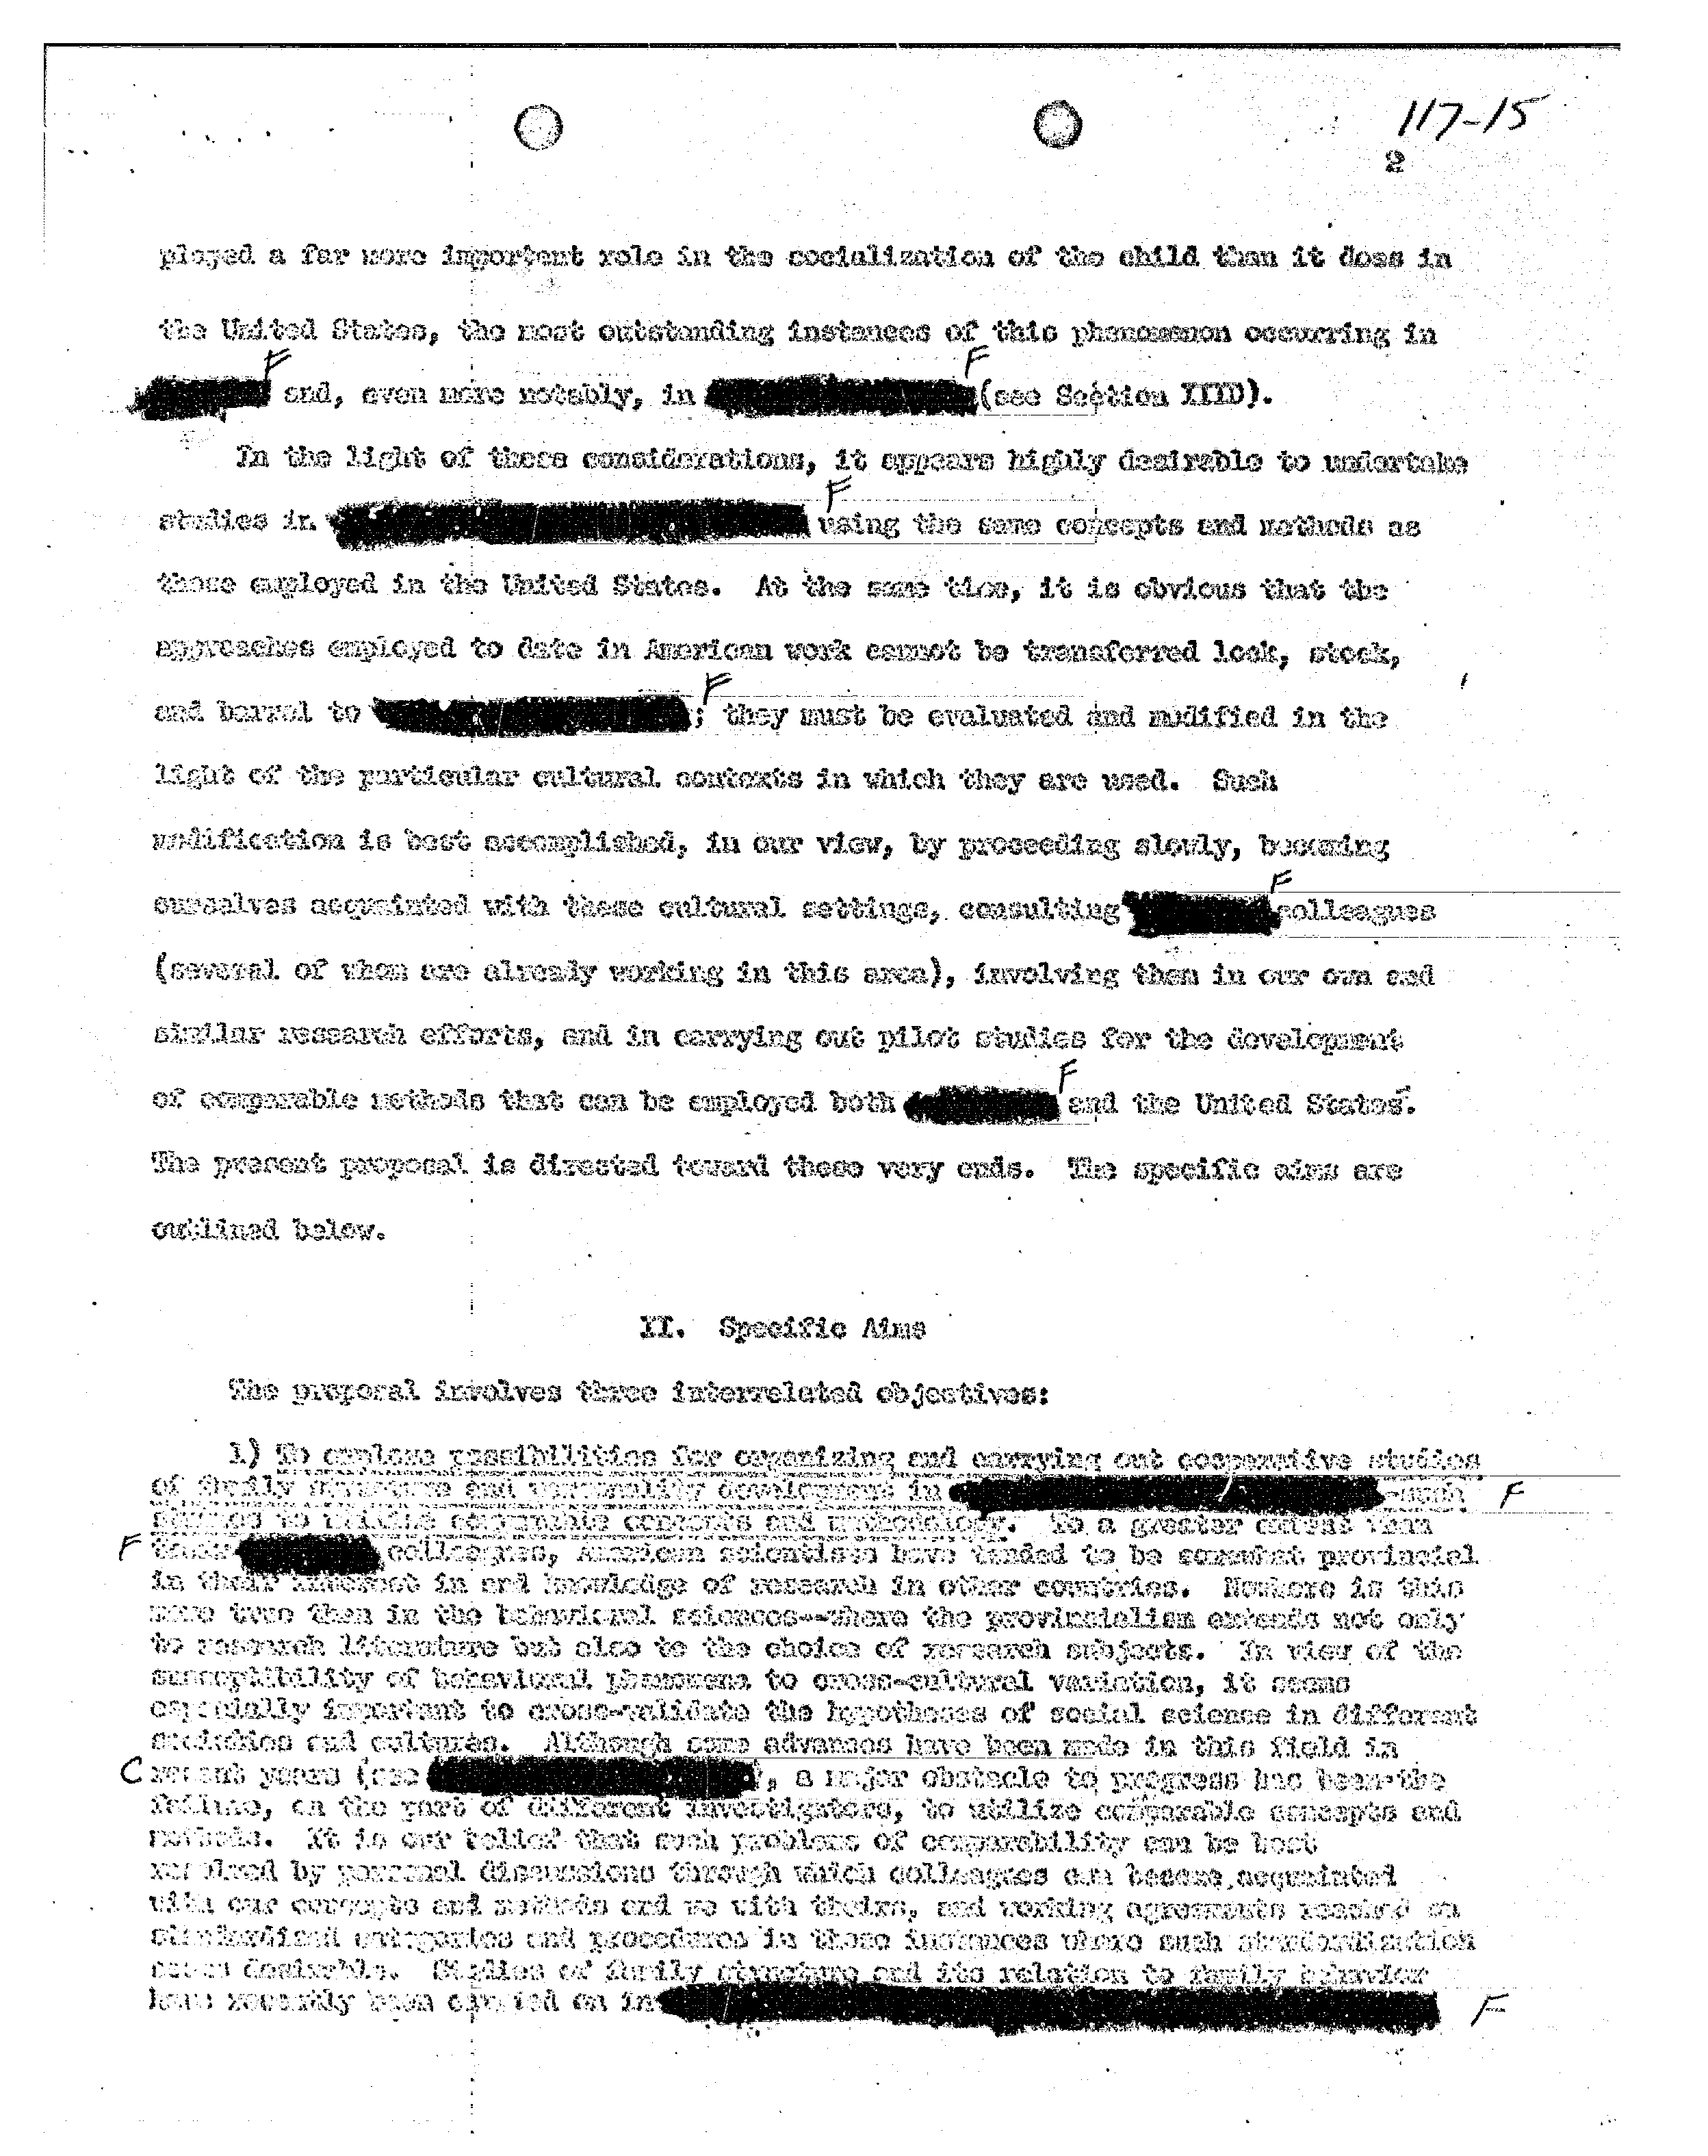 117-15
2
played a far more important role in the socialization of the child than it does in
the United States, the most outstanding instances of this phenomenon occurring in
F F
and, even more notably, in (see Section IIID).
In the light of these considerations, it appears highly desirable to undertake
F
studies in using the same concepts and methods as
those employed in the United States. At the same time, it is obvious that the
approaches employed to date in American work cannot be transferred lock, stock,
F
and barrel to ; they must be evaluated and modified in the
light of the particular cultural contexts in which they are used. Such
modification is best accomplished, in our view, by proceeding slowly, becoming
F
ourselves acquainted with these cultural settings, consulting colleagues
(several of whom are already working in this area), involving them in our own and
similar research efforts, and in carrying out pilot studies for the development
F
of comparable methods that can be employed both and the United States.
The present proposal is directed toward these very ends. The specific aims are
outlined below.
II. Specific Aims
The proposal involves three interrelated objectives:
1) To explore possibilities for organizing and carrying out cooperative studies
of family structure and personality development in -such F
studies to utilize comparable concepts and methodology. To a greater extent than
F their colleagues, American scientists have tended to be somewhat provincial
in their interest in and knowledge of research in other countries. Nowhere is this
more true than in the behavioral sciences--where the provincialism extends not only
to research literature but also to the choice of research subjects. In view of the
susceptibility of behavioral phenomena to cross-cultural variation, it seems
especially important to cross-validate the hypotheses of social science in different
societies and cultures. Although some advances have been made in this field in
C recent years (see ), a major obstacle to progress has been the
failure, on the part of different investigators, to utilize comparable concepts and
methods. It is our belief that such problems of comparability can be best
resolved by personal discussions through which colleagues can become acquainted
with our concepts and methods and we with theirs, and working agreements reached on
standardized categories and procedures in those instances where such standardization
seems desirable. Studies of family structure and its relation to family behavior
have recently been carried on in F